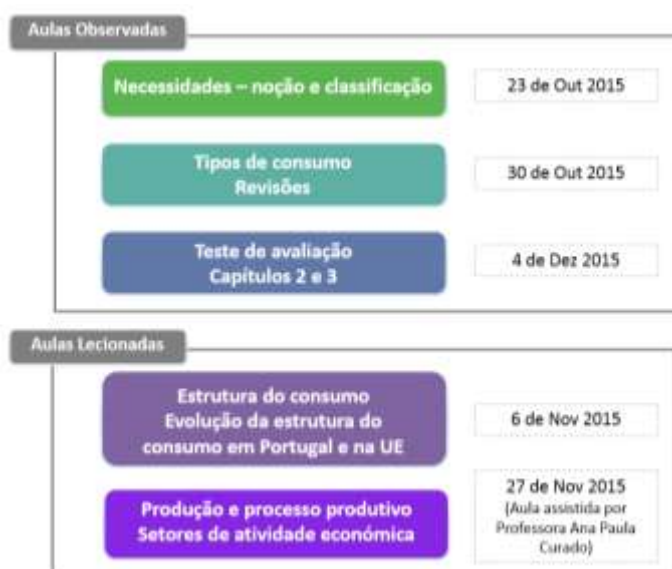 Aulas Observadas
Necessidades – noção e classificação
23 de Out 2015
Tipos de consumo
Revisões
30 de Out 2015
Teste de avaliação
Capítulos 2 e 3
4 de Dez 2015
Aulas Lecionadas
Estrutura do consumo
Evolução da estrutura do
consumo em Portugal e na UE
6 de Nov 2015
Produção e processo produtivo
Setores de atividade económica
27 de Nov 2015
(Aula assistida por
Professora Ana Paula
Curado)